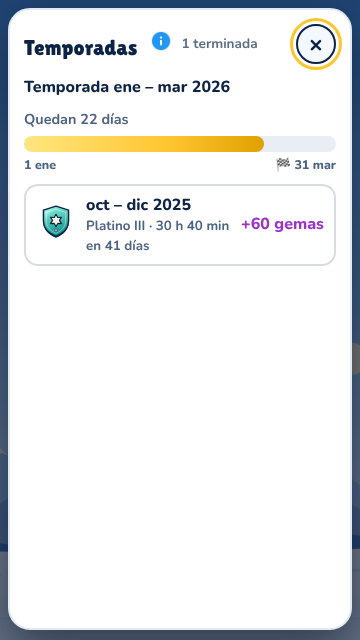 Temporadas
1 terminada
Temporada ene – mar 2026
Quedan 22 días
1 ene
31 mar
oct – dic 2025
Platino III · 30 h 40 min
en 41 días
+60 gemas